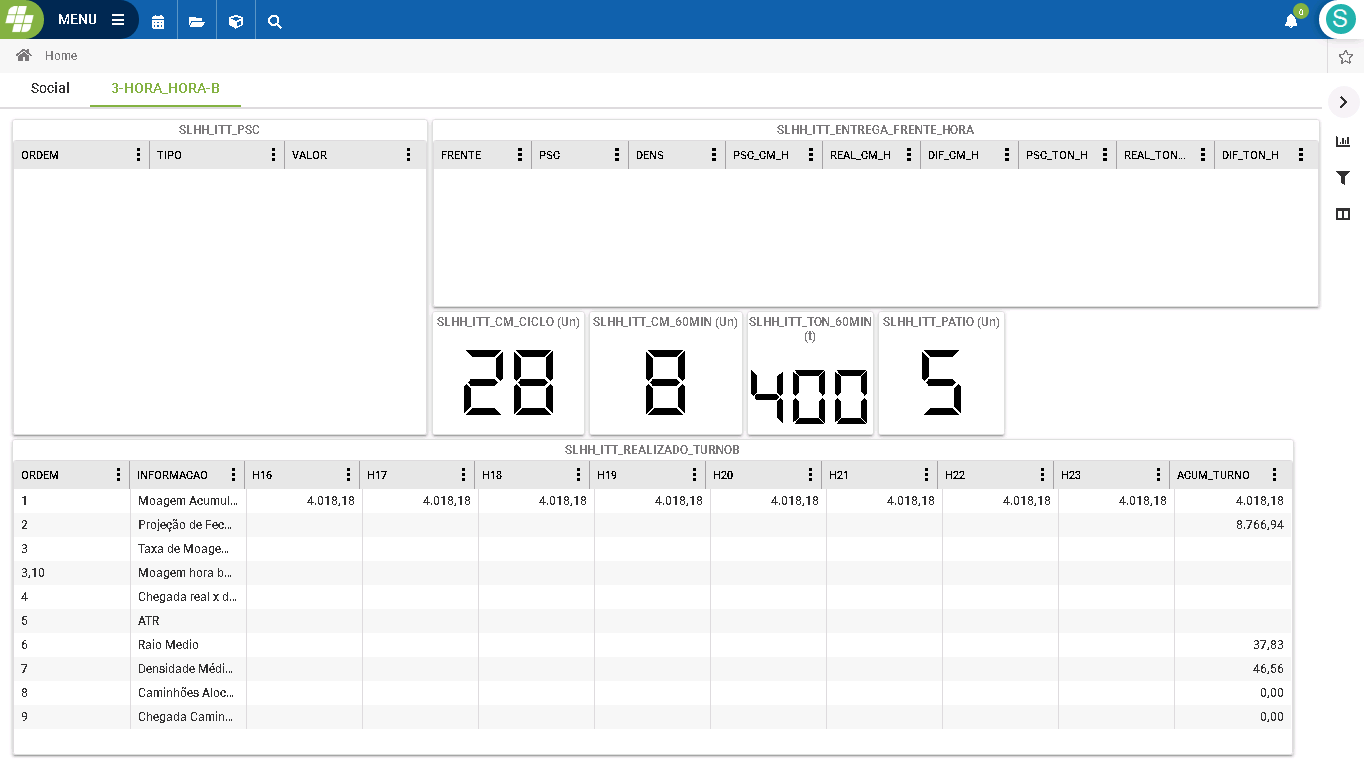 MENU
0
S
Home
Social 3-HORA_HORA-B
SLHH_ITT_PSC
ORDEM TIPO VALOR
SLHH_ITT_ENTREGA_FRENTE_HORA
FRENTE PSC DENS PSC_CM_H REAL_CM_H DIF_CM_H PSC_TON_H REAL_TON... DIF_TON_H
SLHH_ITT_CM_CICLO (Un)
28
SLHH_ITT_CM_60MIN (Un)
8
SLHH_ITT_TON_60MIN
(t)
400
SLHH_ITT_PATIO (Un)
5
SLHH_ITT_REALIZADO_TURNOB
ORDEM INFORMACAO H16 H17 H18 H19 H20 H21 H22 H23 ACUM_TURNO
1 Moagem Acumul... 4.018,18 4.018,18 4.018,18 4.018,18 4.018,18 4.018,18 4.018,18 4.018,18 4.018,18
2 Projeção de Fec... 8.766,94
3 Taxa de Moage...
3,10 Moagem hora b...
4 Chegada real x d...
5 ATR
6 Raio Medio 37,83
7 Densidade Médi... 46,56
8 Caminhões Aloc... 0,00
9 Chegada Camin... 0,00